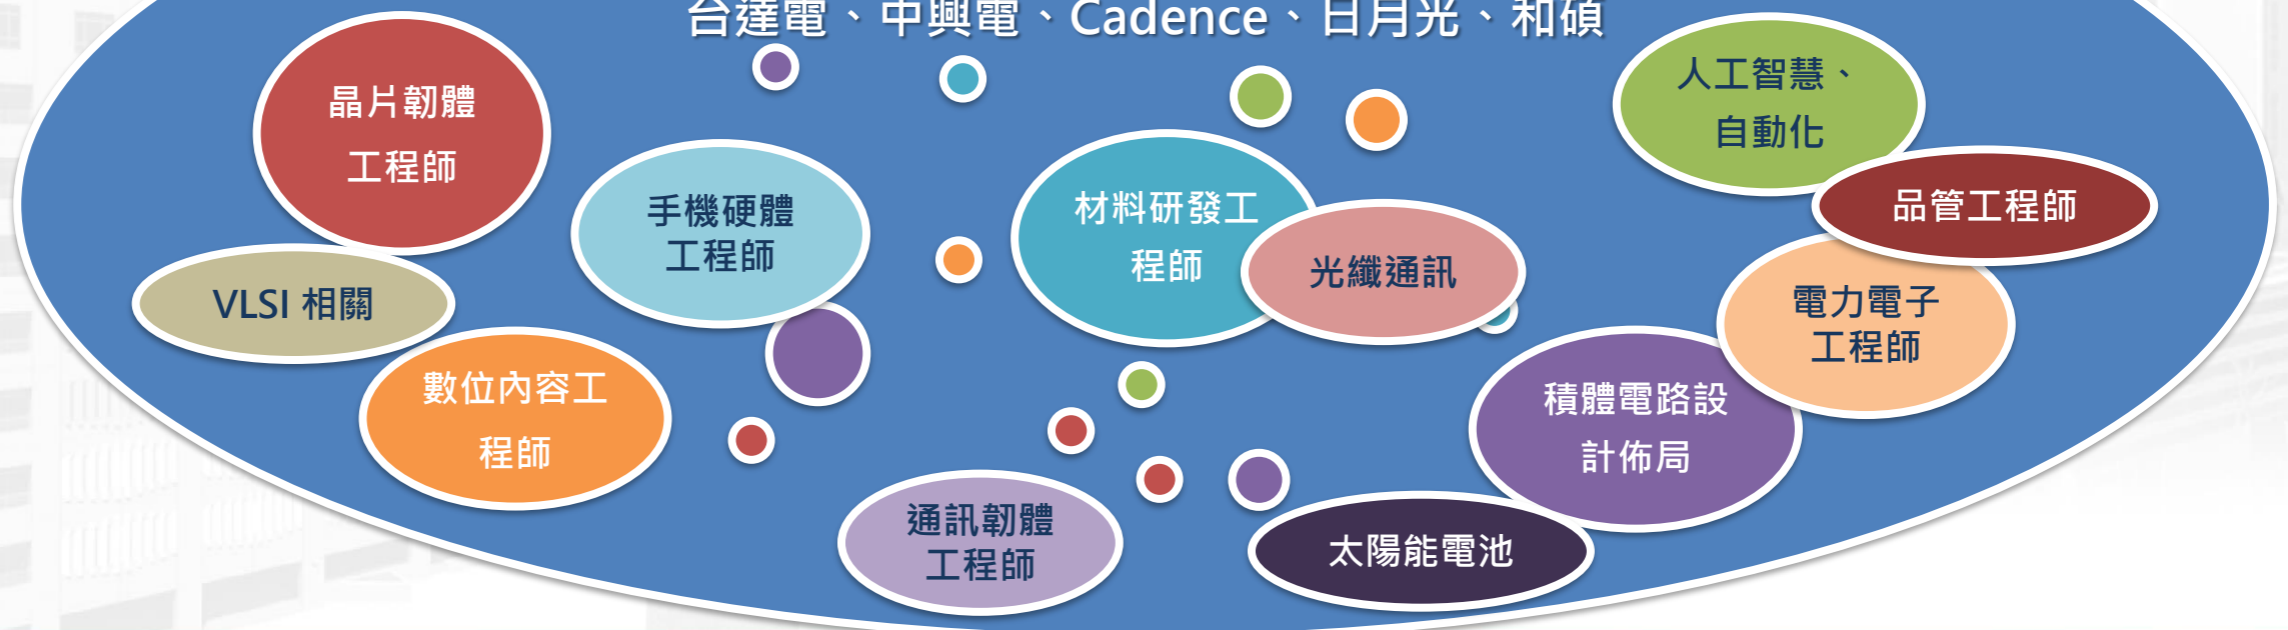 台達電、中興電、Cadence、日月光、和碩
晶片韌體
工程師
VLSI 相關
數位內容工
程師
手機硬體
工程師
通訊韌體
工程師
材料研發工
程師
光纖通訊
人工智慧、
自動化
品管工程師
電力電子
工程師
積體電路設
計佈局
太陽能電池